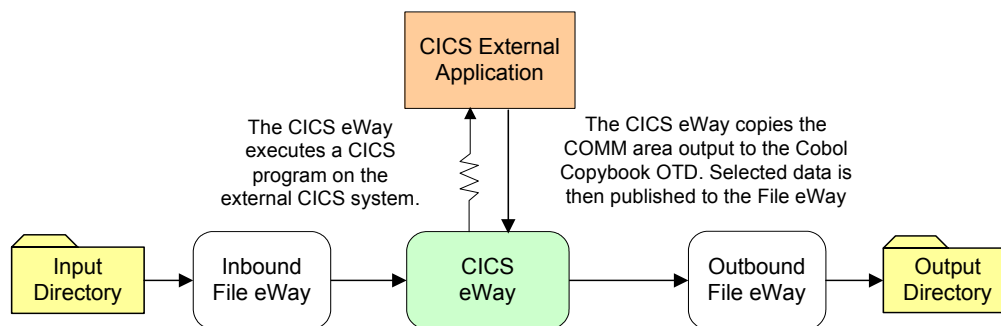 CICS External
Application
The CICS eWay
executes a CICS
program on the
external CICS system.
The CICS eWay copies the
COMM area output to the Cobol
Copybook OTD. Selected data is
then published to the File eWay
Input
Directory
Inbound
File eWay
CICS
eWay
Outbound
File eWay
Output
Directory